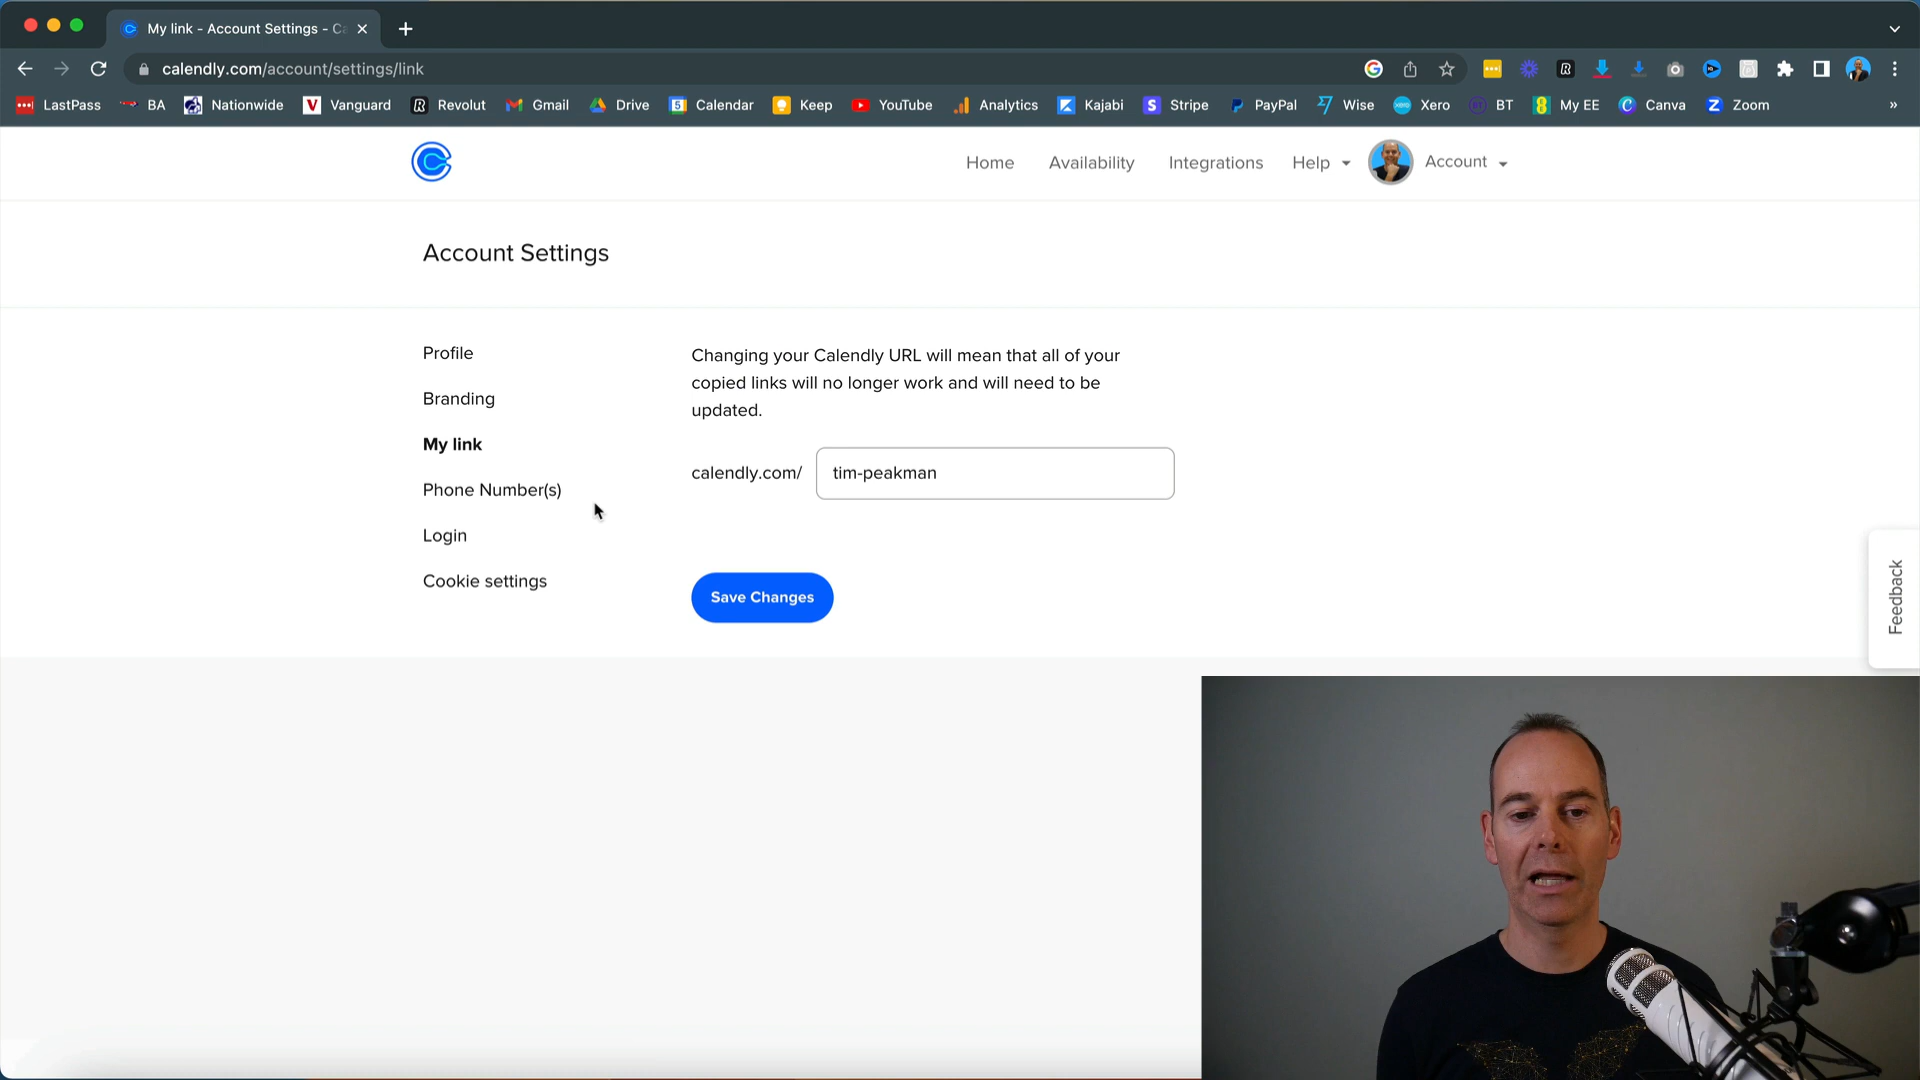 My link - Account Settings - Ca
calendly.com/account/settings/link
LastPass BA Nationwide Vanguard Revolut Gmail Drive Calendar Keep YouTube Analytics Kajabi Stripe PayPal Wise Xero BT My EE Canva Zoom
Home Availability Integrations Help Account
Account Settings
Profile
Branding
My link
Phone Number(s)
Login
Cookie settings
Changing your Calendly URL will mean that all of your
copied links will no longer work and will need to be
updated.
calendly.com/ tim-peakman
Save Changes
Feedback